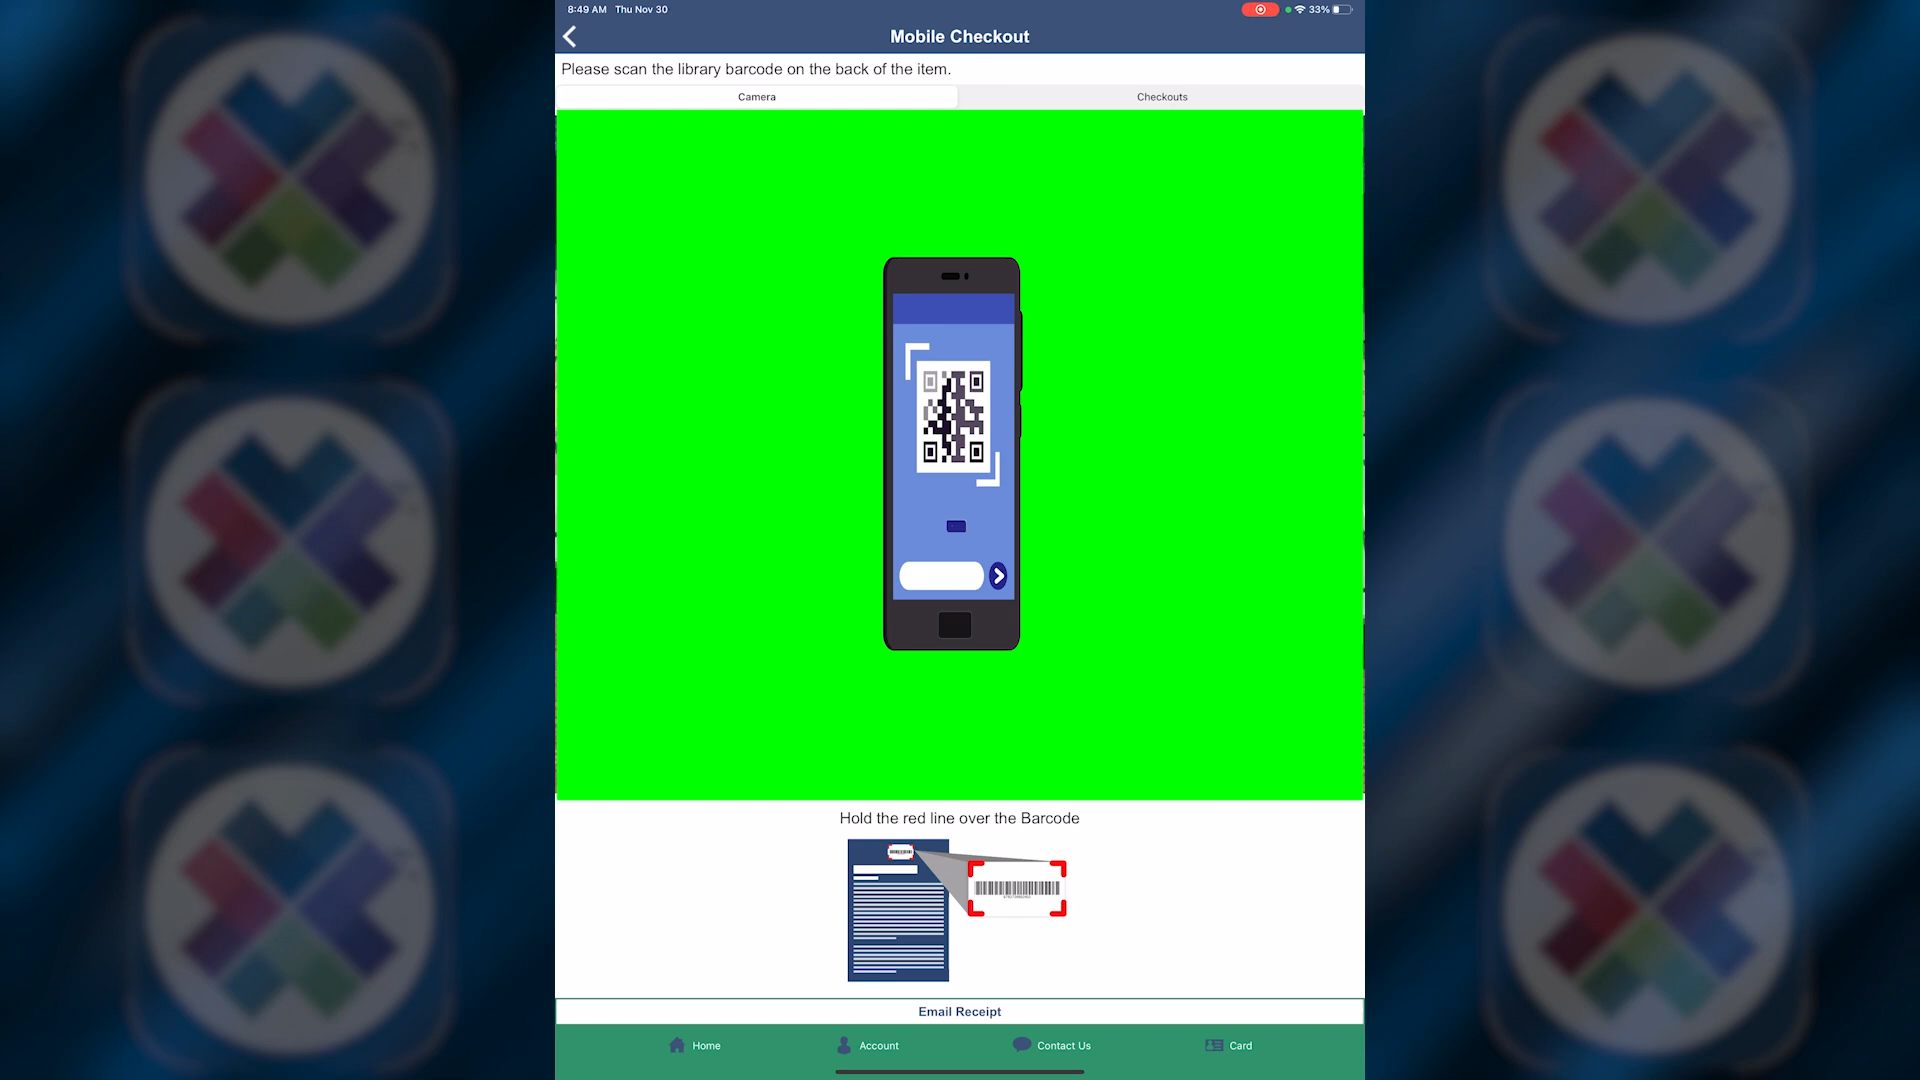 8:49 AM Thu Nov 30
33%
Mobile Checkout
Please scan the library barcode on the back of the item.
Camera
Checkouts
Hold the red line over the Barcode
Email Receipt
Home
Account
Contact Us
Card